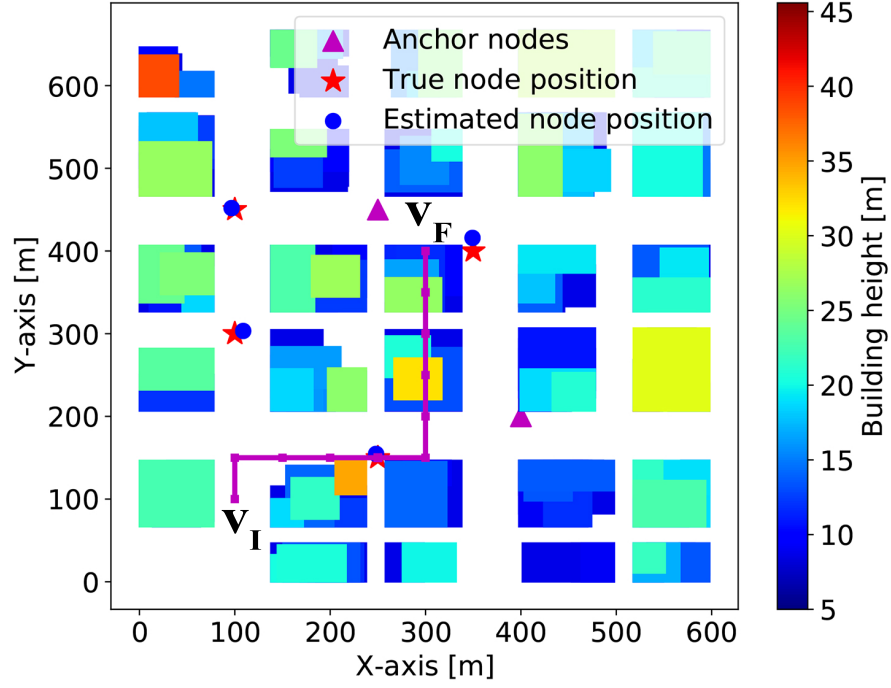 Anchor nodes
True node position
Estimated node position
V_F
V_I
Y-axis [m]
600
500
400
300
200
100
0
0 100 200 300 400 500 600
X-axis [m]
45
40
35
30
25
20
15
10
5
Building height [m]